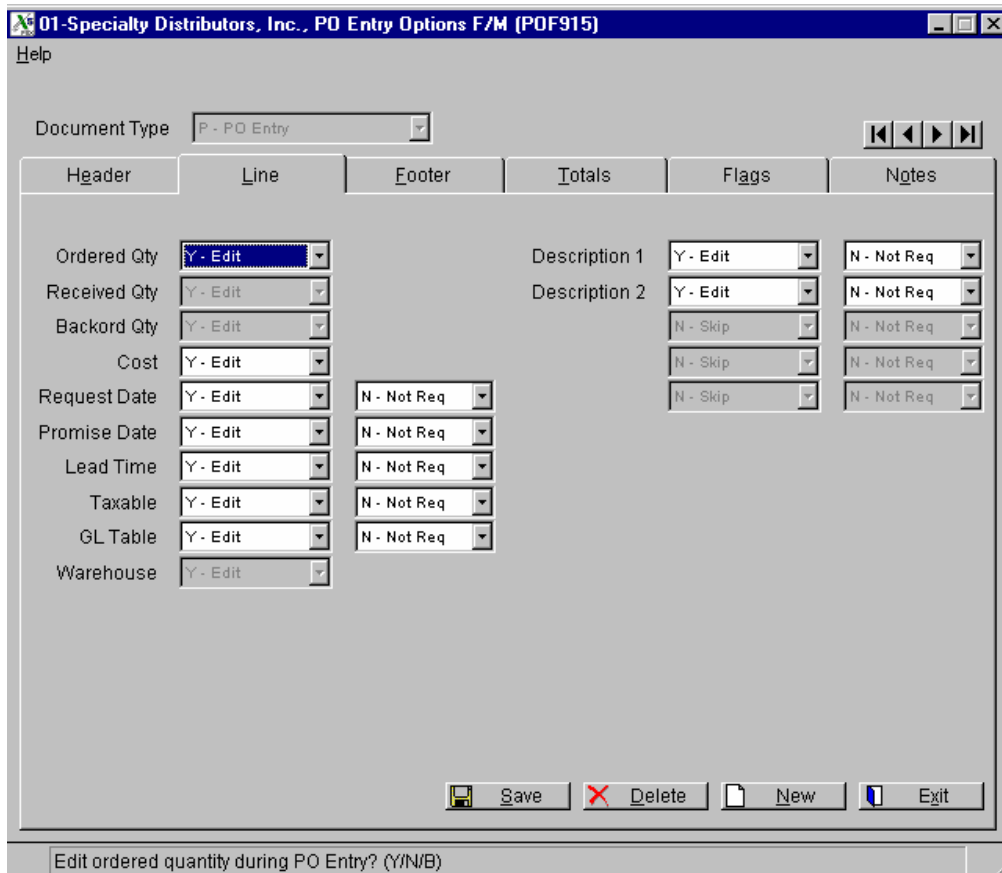 01-Specialty Distributors, Inc., PO Entry Options F/M (POF915)
Help
Document Type P - PO Entry
Header Line Footer Totals Flags Notes
Ordered Qty Y - Edit Description 1 Y - Edit N - Not Req
Received Qty Y - Edit Description 2 Y - Edit N - Not Req
Backord Qty Y - Edit N - Skip N - Not Req
Cost Y - Edit N - Skip N - Not Req
Request Date Y - Edit N - Not Req N - Skip N - Not Req
Promise Date Y - Edit N - Not Req
Lead Time Y - Edit N - Not Req
Taxable Y - Edit N - Not Req
GL Table Y - Edit N - Not Req
Warehouse Y - Edit
Save Delete New Exit
Edit ordered quantity during PO Entry? (Y/N/B)